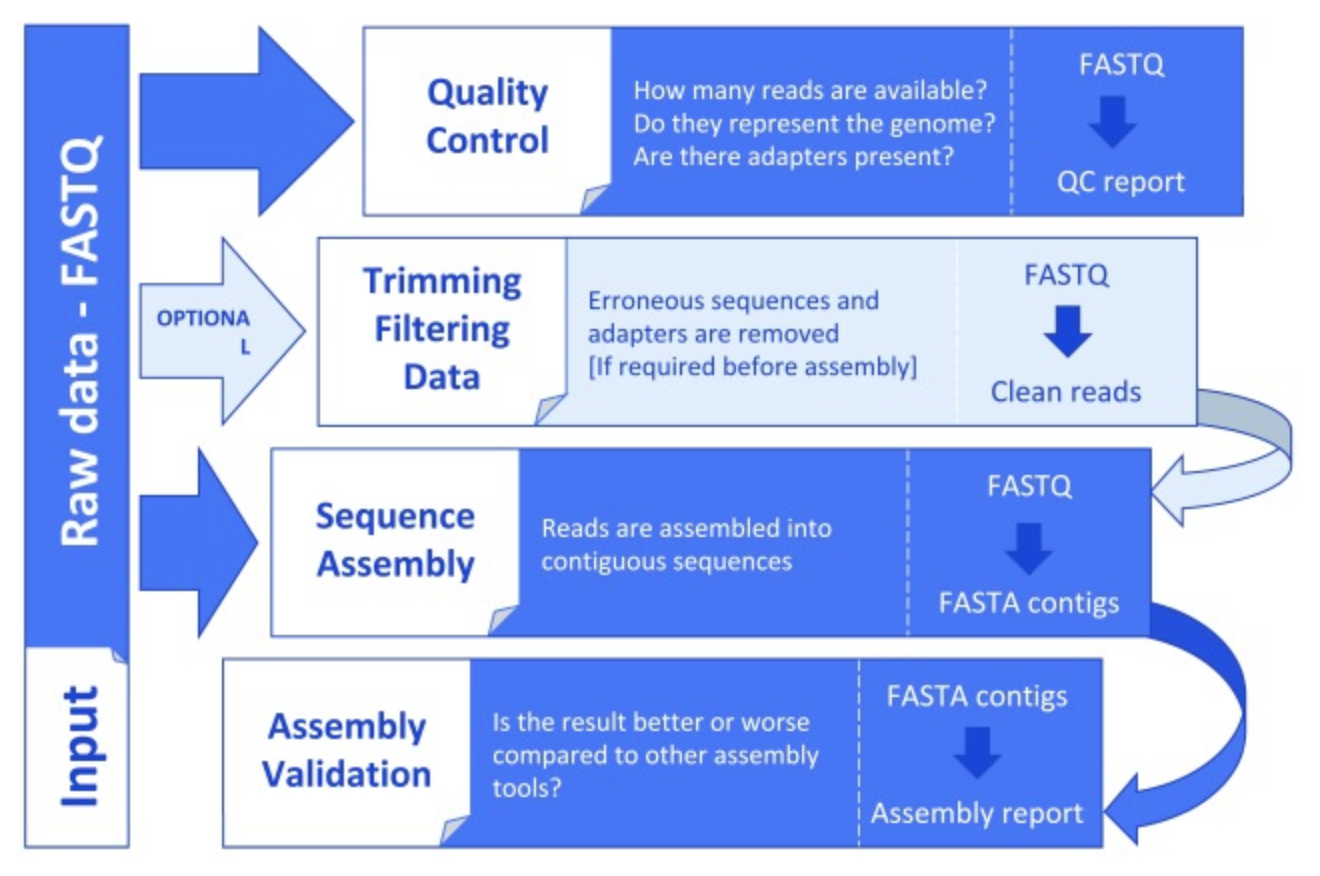 Raw data - FASTQ
Input
Quality
Control
How many reads are available?
Do they represent the genome?
Are there adapters present?
FASTQ
QC report
OPTIONA
L
Trimming
Filtering
Data
Erroneous sequences and
adapters are removed
[If required before assembly]
FASTQ
Clean reads
Sequence
Assembly
Reads are assembled into
contiguous sequences
FASTQ
FASTA contigs
Assembly
Validation
Is the result better or worse
compared to other assembly
tools?
FASTA contigs
Assembly report